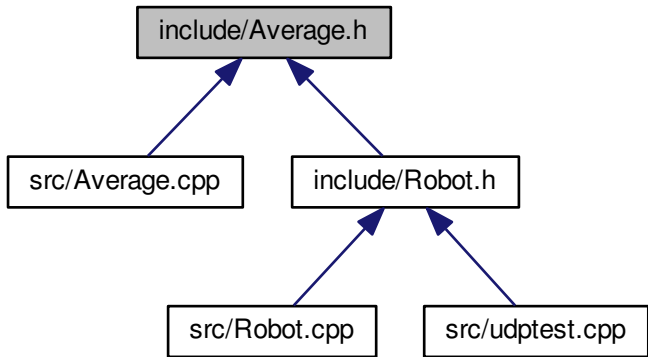 include/Average.h
src/Average.cpp
include/Robot.h
src/Robot.cpp
src/udptest.cpp